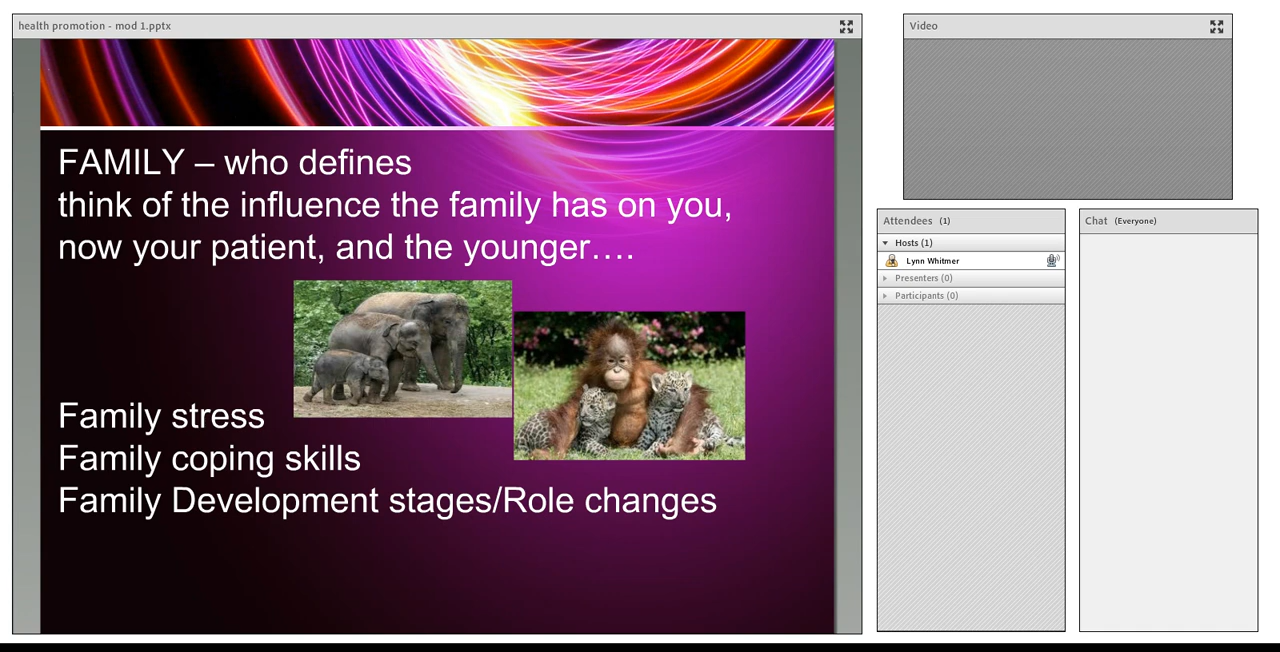 health promotion - mod 1.pptx
FAMILY – who defines
think of the influence the family has on you,
now your patient, and the younger….
Family stress
Family coping skills
Family Development stages/Role changes
Video
Attendees (1)
Hosts (1)
Lynn Whitmer
Presenters (0)
Participants (0)
Chat (Everyone)